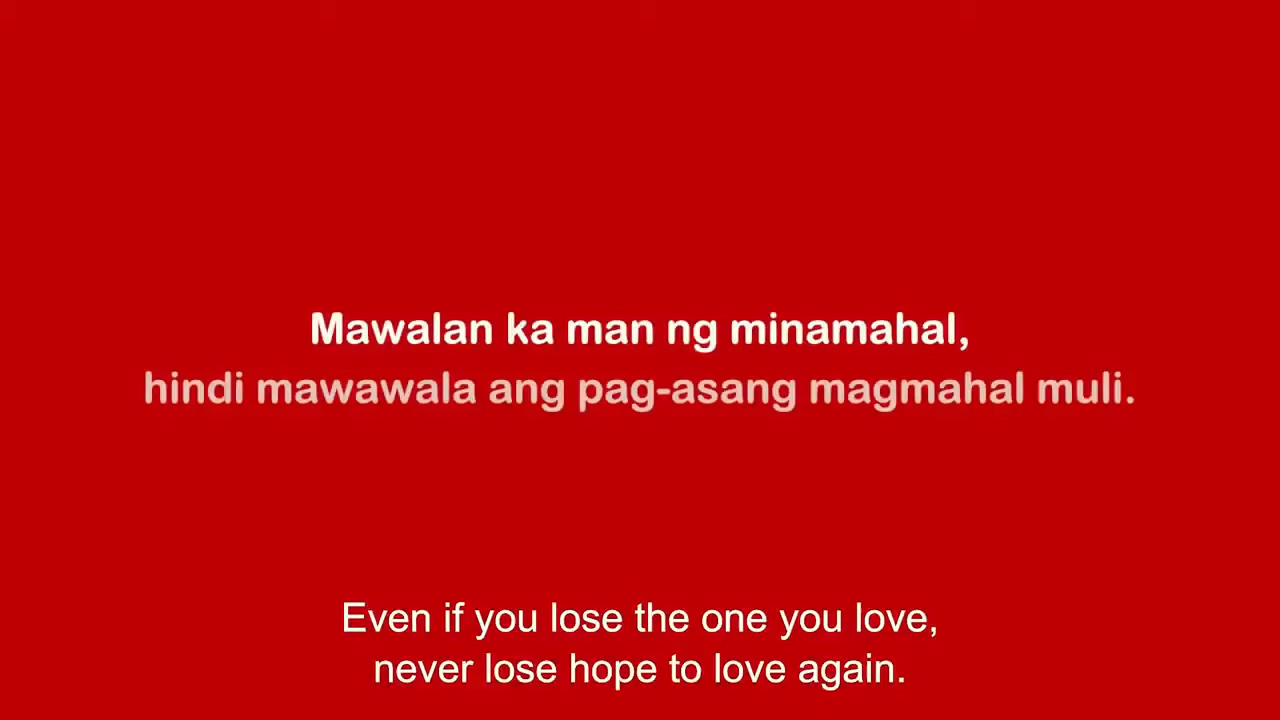 Mawalan ka man ng minamahal,
hindi mawawala ang pag-asang magmahal muli.
Even if you lose the one you love,
never lose hope to love again.